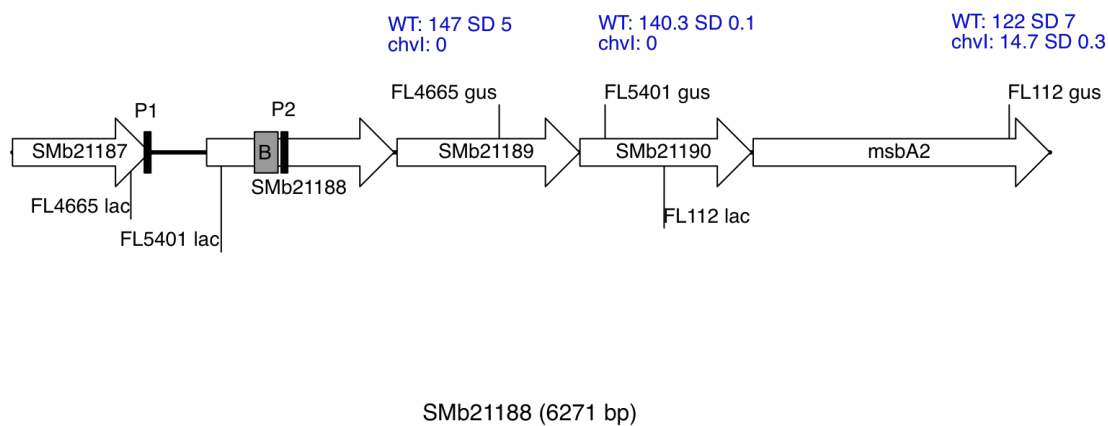 WT: 147 SD 5
chvI: 0
WT: 140.3 SD 0.1
chvI: 0
WT: 122 SD 7
chvI: 14.7 SD 0.3
FL4665 gus
FL5401 gus
FL112 gus
P1
P2
SMb21187
B
SMb21188
SMb21189
SMb21190
msbA2
FL4665 lac
FL5401 lac
FL112 lac
SMb21188 (6271 bp)